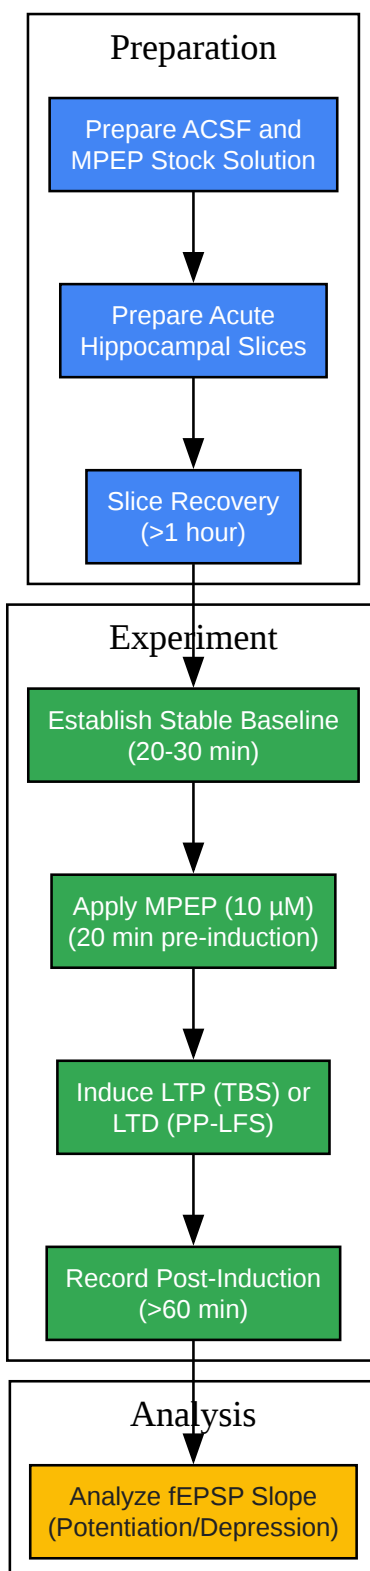 Preparation
Prepare ACSF and
MPEP Stock Solution
Prepare Acute
Hippocampal Slices
Slice Recovery
(>1 hour)
Experiment
Establish Stable Baseline
(20-30 min)
Apply MPEP (10 µM)
(20 min pre-induction)
Induce LTP (TBS) or
LTD (PP-LFS)
Record Post-Induction
(>60 min)
Analysis
Analyze fEPSP Slope
(Potentiation/Depression)